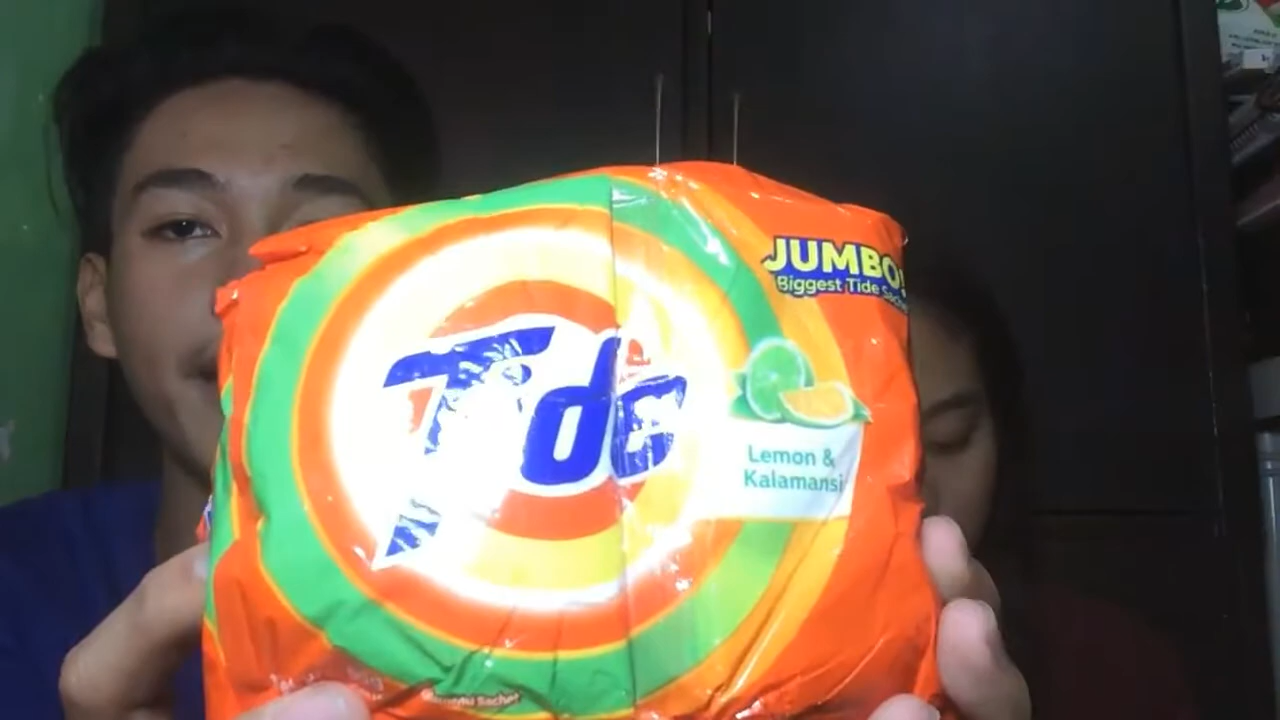 JUMBO!
Biggest Tide Sachet
Tide
Lemon &
Kalamansi